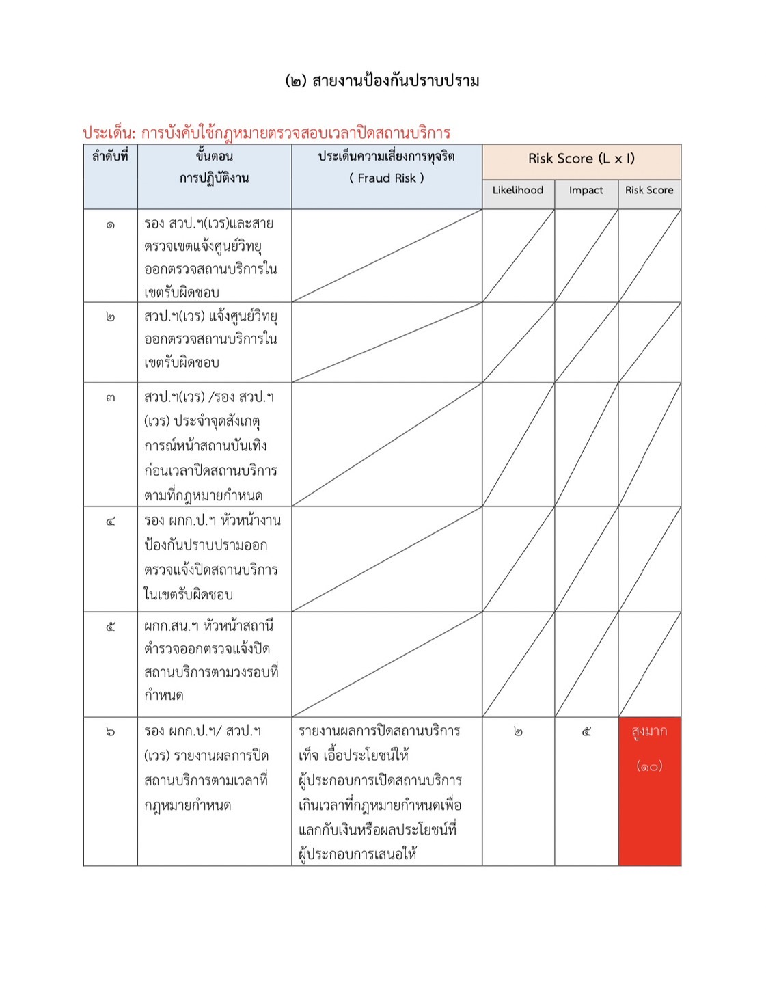 (๒) สายงานป้องกันปราบปราม
ประเด็น: การบังคับใช้กฎหมายตรวจสอบเวลาปิดสถานบริการ
ลำดับที่
ขั้นตอน
การปฏิบัติงาน
ประเด็นความเสี่ยงการทุจริต
( Fraud Risk )
Risk Score (L x I)
Likelihood
Impact
Risk Score
๑
รอง สวป.ฯ(เวร)และสาย
ตรวจเขตแจ้งศูนย์วิทยุ
ออกตรวจสถานบริการใน
เขตรับผิดชอบ
๒
สวป.ฯ(เวร) แจ้งศูนย์วิทยุ
ออกตรวจสถานบริการใน
เขตรับผิดชอบ
๓
สวป.ฯ(เวร) /รอง สวป.ฯ
(เวร) ประจำจุดสังเกตุ
การณ์หน้าสถานบันเทิง
ก่อนเวลาปิดสถานบริการ
ตามที่กฎหมายกำหนด
๔
รอง ผกก.ป.ฯ หัวหน้างาน
ป้องกันปราบปรามออก
ตรวจแจ้งปิดสถานบริการ
ในเขตรับผิดชอบ
๕
ผกก.สน.ฯ หัวหน้าสถานี
ตำรวจออกตรวจแจ้งปิด
สถานบริการตามวงรอบที่
กำหนด
๖
รอง ผกก.ป.ฯ/ สวป.ฯ
(เวร) รายงานผลการปิด
สถานบริการตามเวลาที่
กฎหมายกำหนด
รายงานผลการปิดสถานบริการ
เท็จ เอื้อประโยชน์ให้
ผู้ประกอบการเปิดสถานบริการ
เกินเวลาที่กฎหมายกำหนดเพื่อ
แลกกับเงินหรือผลประโยชน์ที่
ผู้ประกอบการเสนอให้
๒
๕
สูงมาก
(๑๐)